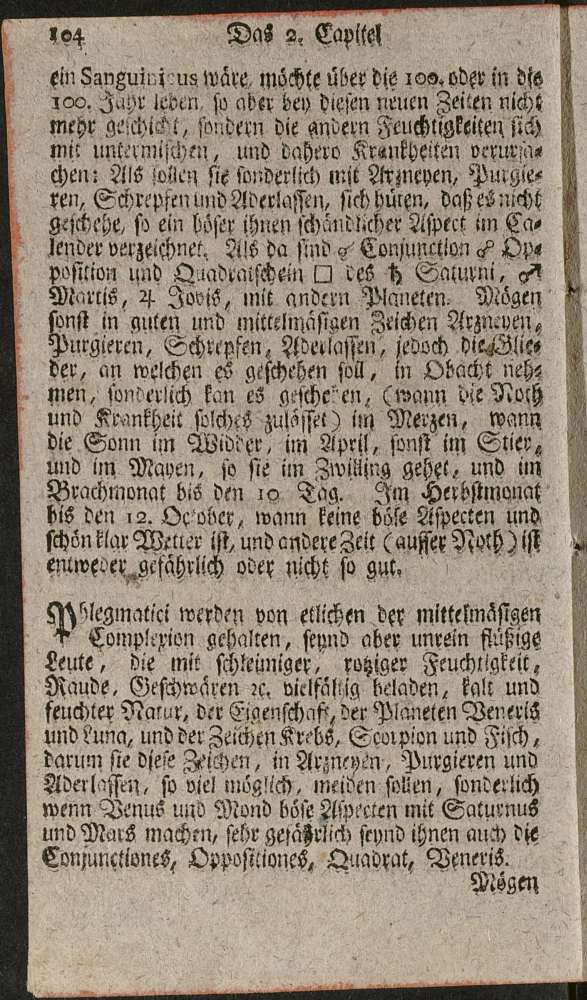 104 Das 2. Capitel
ein Sanguinicus wäre, möchte über die 100. oder in die
100. Jahr leben, so aber bey diesen neuen Zeiten nicht
mehr geschicht, sondern die andern Feuchtigkeiten sich
mit untermischen, und dahero Krankheiten verursa-
chen: Als sollen sie sonderlich mit Arzneyen, Purgie-
ren, Schrepfen und Aderlassen, sich hüten, daß es nicht
geschehe, so ein böser ihnen schändlicher Aspect im Ca-
lender verzeichnet. Als da sind ☌ Conjunction ☍ Op-
position und Quadratschein □ des ♄ Saturni, ♂
Martis, ♃ Jovis, mit andern Planeten. Mögen
sonst in guten und mittelmäsigen Zeichen Arzneyen,
Purgieren, Schrepfen, Aderlassen, jedoch die Glie-
der, an welchen es geschehen soll, in Obacht neh-
men, sonderlich kan es geschehen, (wann die Noth
und Krankheit solches zulässet) im Merzen, wann
die Sonn im Widder, im April, sonst im Stier,
und im Mayen, so sie im Zwilling gehet, und im
Brachmonat bis den 10 Tag. Im Herbstmonat
bis den 12. October, wann keine böse Aspecten und
schön klar Wetter ist, und andere Zeit (ausser Noth) ist
entweder gefährlich oder nicht so gut.
Phlegmatici werden von etlichen der mittelmäsigen
Complexion gehalten, seynd aber unrein flüßige
Leute, die mit schleimiger, rotziger Feuchtigkeit,
Raude, Geschwären ꝛc. vielfältig beladen, kalt und
feuchter Natur, der Eigenschaft, der Planeten Veneris
und Luna, und der Zeichen Krebs, Scorpion und Fisch,
darum sie diese Zeichen, in Arzneyen, Purgieren und
Aderlassen, so viel möglich, meiden sollen, sonderlich
wenn Venus und Mond böse Aspecten mit Saturnus
und Mars machen, sehr gefährlich seynd ihnen auch die
Conjunctiones, Oppositiones, Quadrat, Veneris.
Mögen